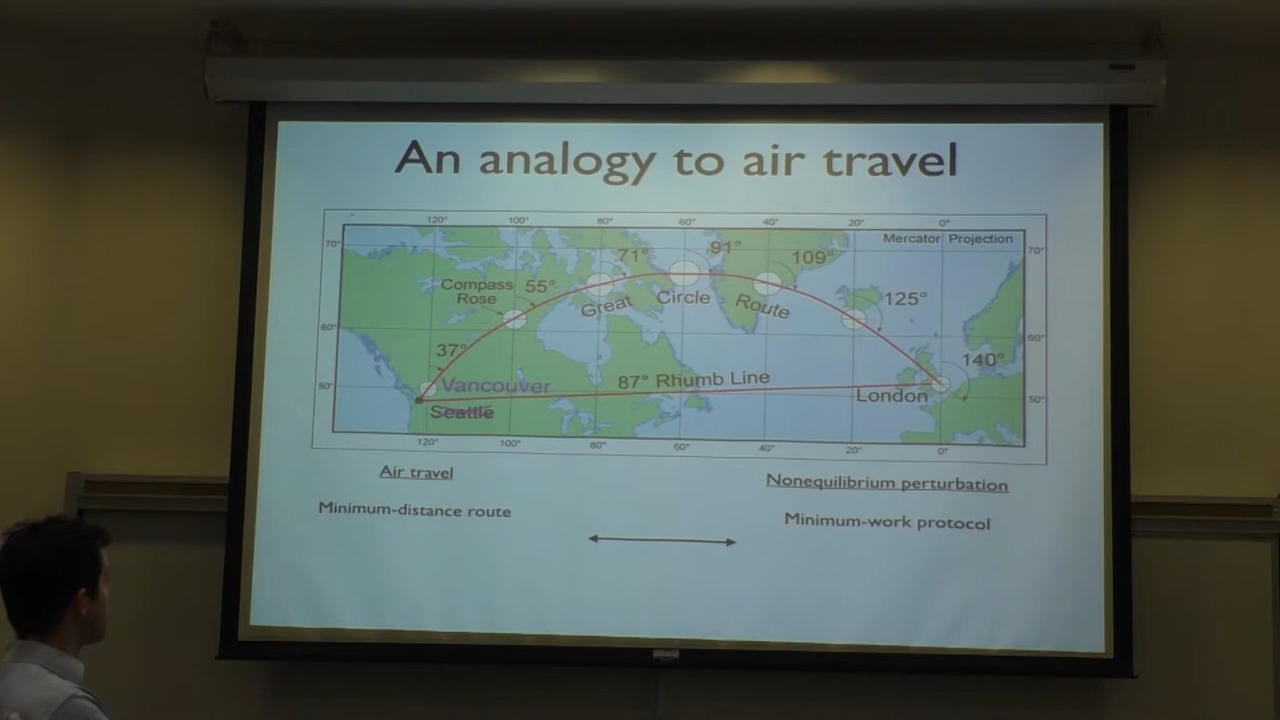 An analogy to air travel
120° 100° 80° 60° 40° 20° 0°
Mercator Projection
70° 70°
71° 91° 109°
Compass
Rose
55°
Great Circle Route
125°
60° 60°
37°
140°
50° 50°
Vancouver
87° Rhumb Line
London
Seattle
120° 100° 80° 60° 40° 20° 0°
Air travel
Nonequilibrium perturbation
Minimum-distance route
Minimum-work protocol